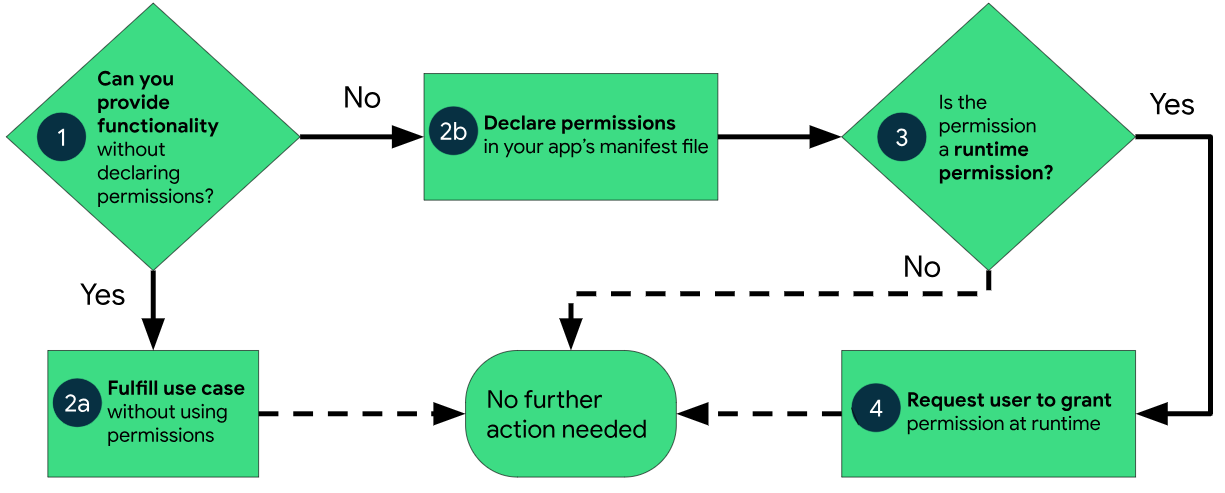 1
Can you
provide
functionality
without
declaring
permissions?
No
2b
Declare permissions
in your app's manifest file
3
Is the
permission
a runtime
permission?
Yes
Yes
No
2a
Fulfill use case
without using
permissions
No further
action needed
4
Request user to grant
permission at runtime